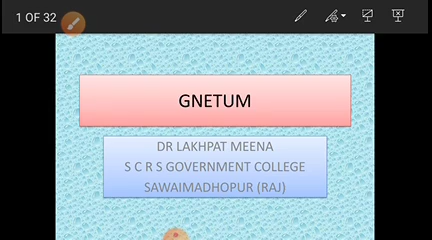 1 OF 32
GNETUM
DR LAKHPAT MEENA
S C R S GOVERNMENT COLLEGE
SAWAIMADHOPUR (RAJ)